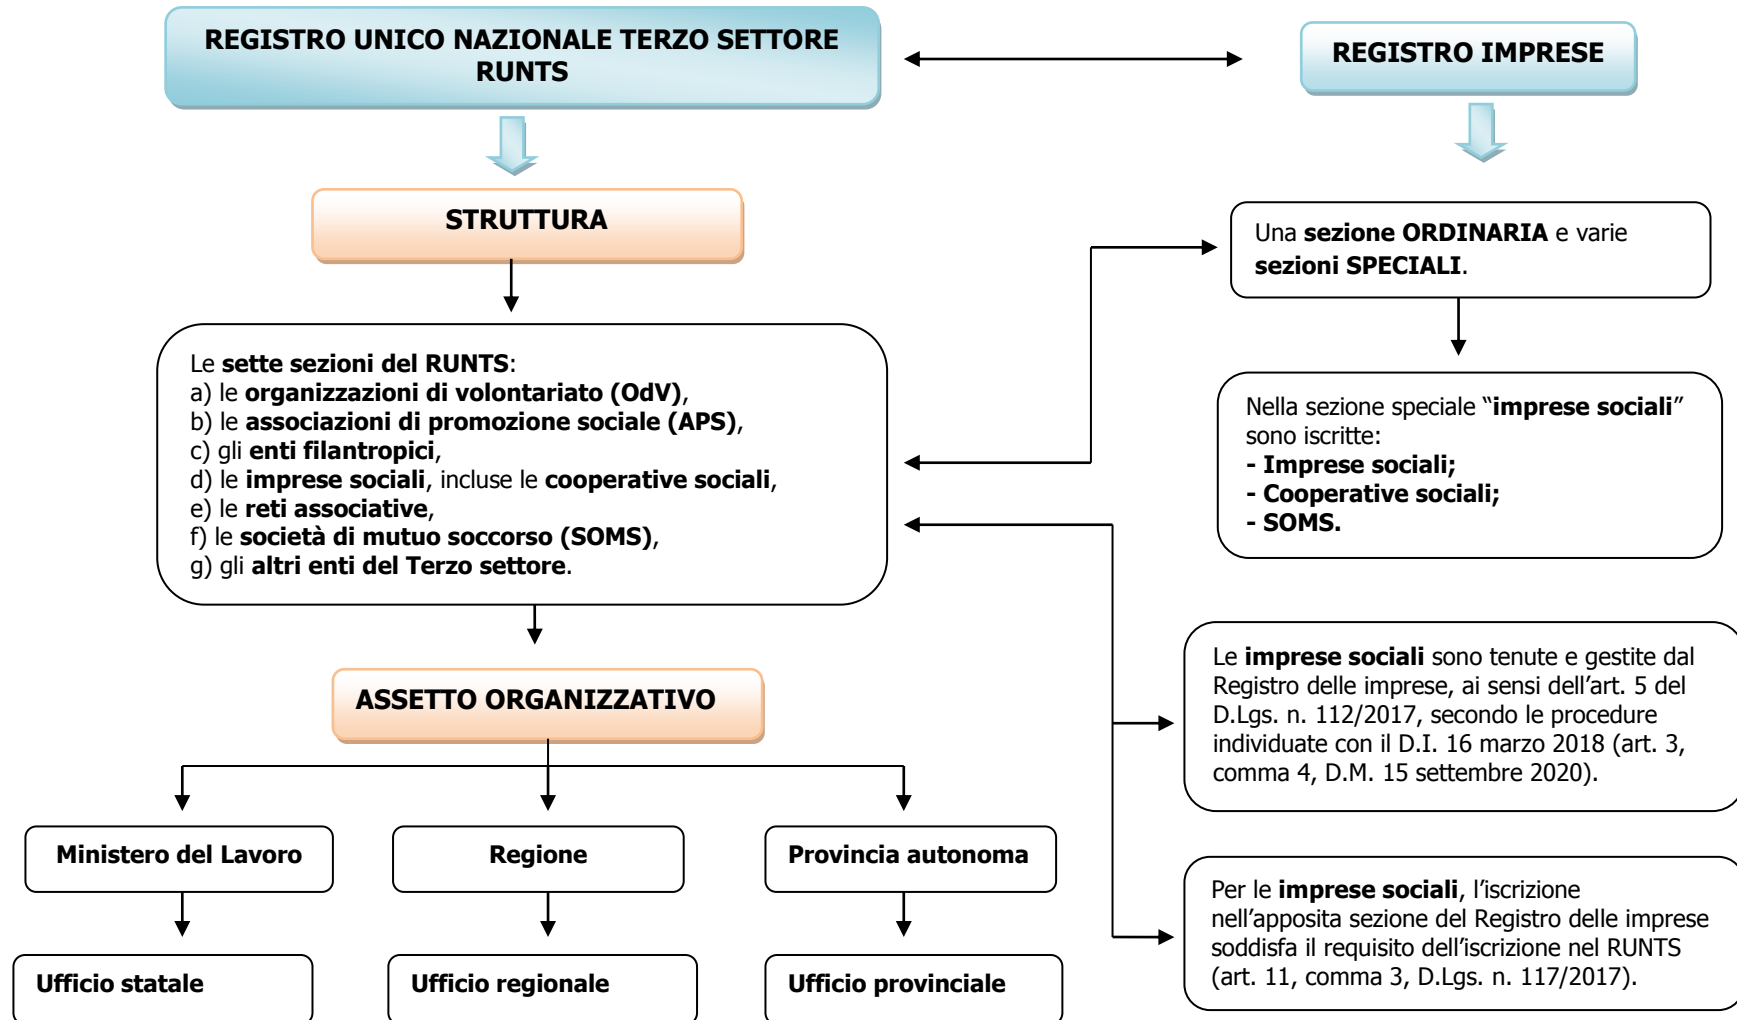 REGISTRO UNICO NAZIONALE TERZO SETTORE
RUNTS
REGISTRO IMPRESE
STRUTTURA
Una sezione ORDINARIA e varie
sezioni SPECIALI.
Le sette sezioni del RUNTS:
a) le organizzazioni di volontariato (OdV),
b) le associazioni di promozione sociale (APS),
c) gli enti filantropici,
d) le imprese sociali, incluse le cooperative sociali,
e) le reti associative,
f) le società di mutuo soccorso (SOMS),
g) gli altri enti del Terzo settore.
Nella sezione speciale “imprese sociali”
sono iscritte:
- Imprese sociali;
- Cooperative sociali;
- SOMS.
Le imprese sociali sono tenute e gestite dal
Registro delle imprese, ai sensi dell’art. 5 del
D.Lgs. n. 112/2017, secondo le procedure
individuate con il D.I. 16 marzo 2018 (art. 3,
comma 4, D.M. 15 settembre 2020).
ASSETTO ORGANIZZATIVO
Ministero del Lavoro
Regione
Provincia autonoma
Per le imprese sociali, l’iscrizione
nell’apposita sezione del Registro delle imprese
soddisfa il requisito dell’iscrizione nel RUNTS
(art. 11, comma 3, D.Lgs. n. 117/2017).
Ufficio statale
Ufficio regionale
Ufficio provinciale